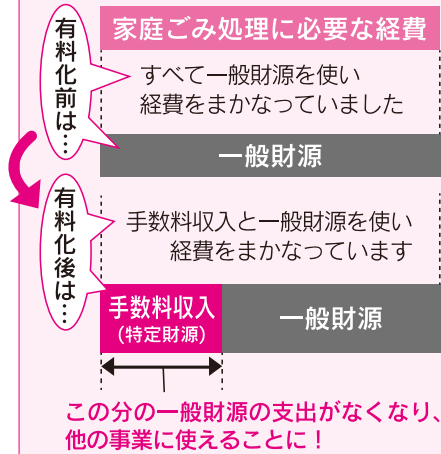 家庭ごみ処理に必要な経費
有料化前は…
すべて一般財源を使い
経費をまかなっていました
一般財源
有料化後は…
手数料収入と一般財源を使い
経費をまかなっています
手数料収入
(特定財源)
一般財源
この分の一般財源の支出がなくなり、
他の事業に使えることに！